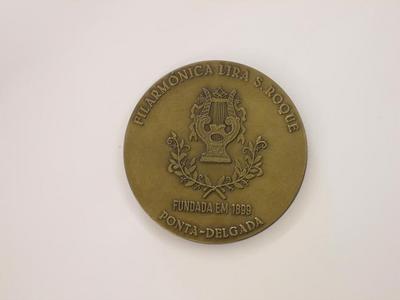 FILARMÓNICA LIRA S. ROQUE
FUNDADA EM 1899
PONTA-DELGADA